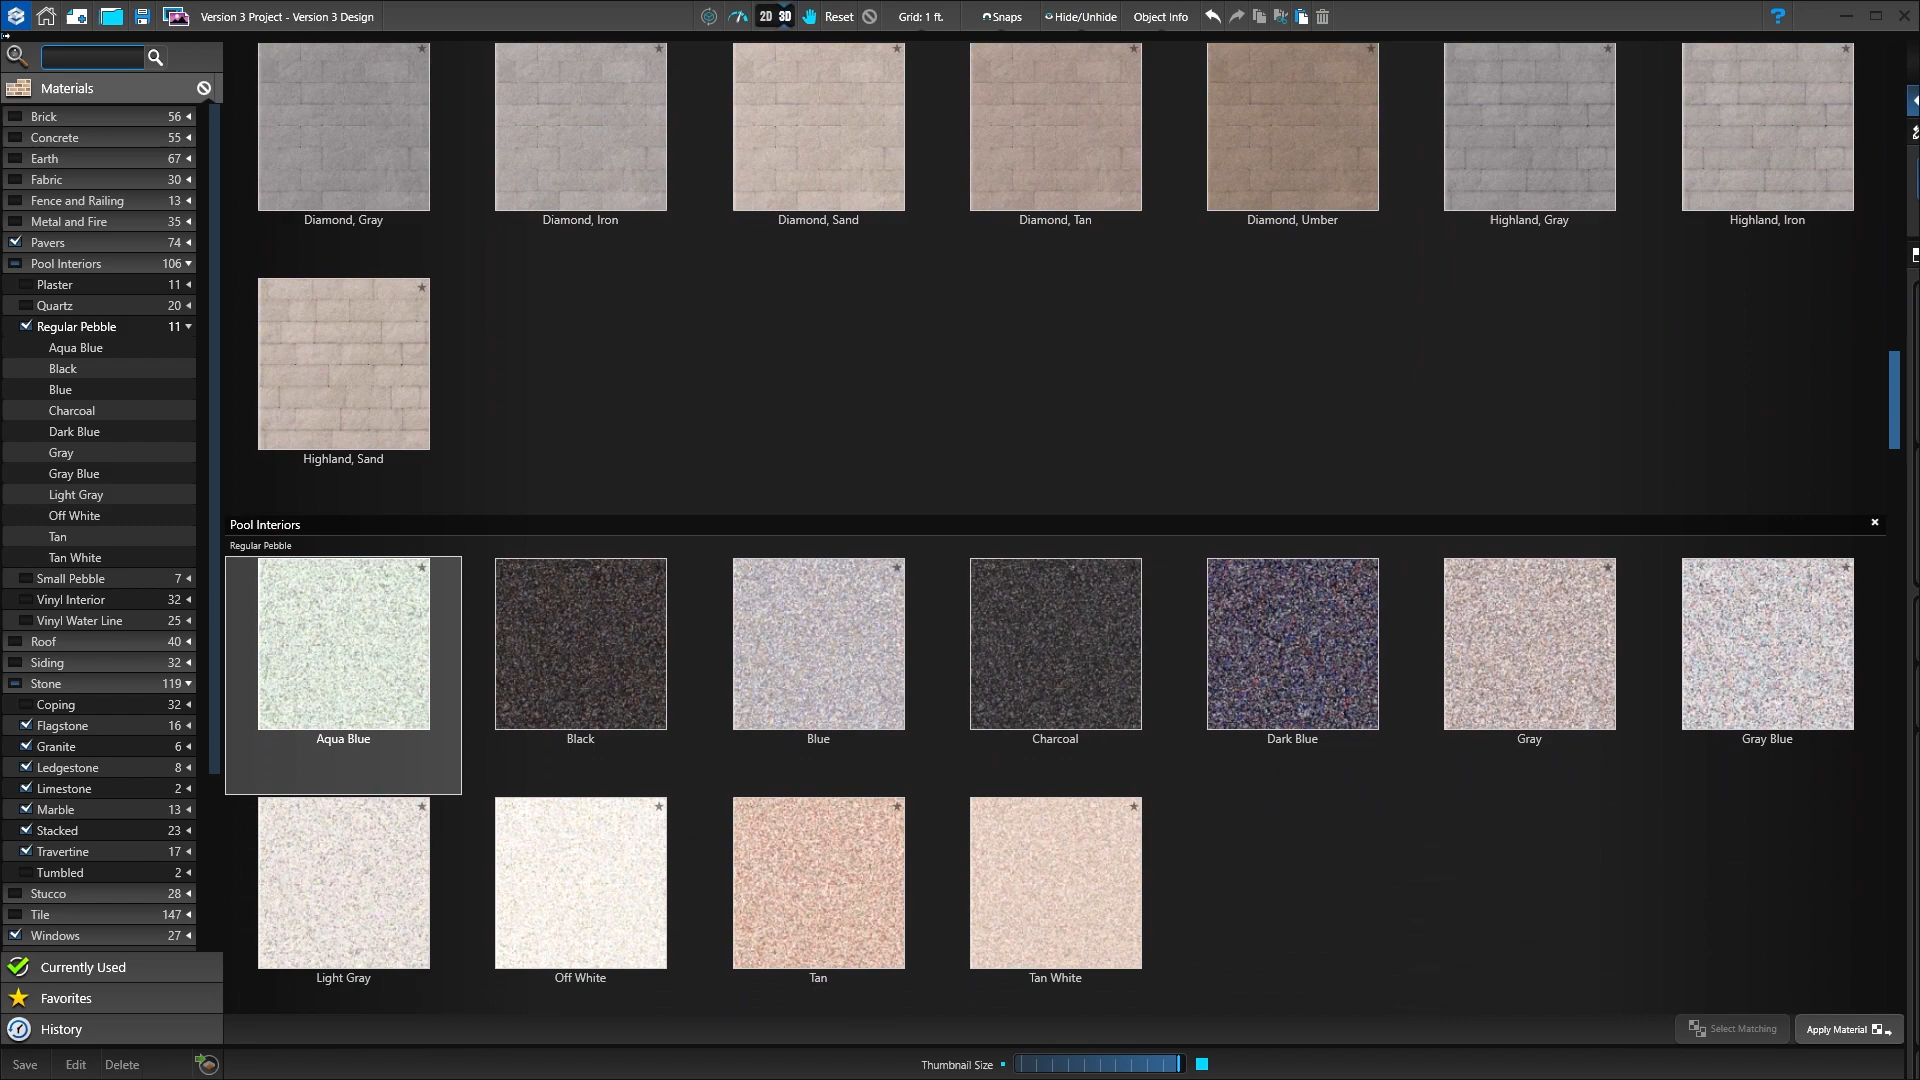 Version 3 Project - Version 3 Design
2D 3D
Reset
Grid: 1 ft.
Snaps
Hide/Unhide
Object Info
?
Materials
Brick 56
Concrete 55
Earth 67
Fabric 30
Fence and Railing 13
Metal and Fire 35
Pavers 74
Pool Interiors 106
Plaster 11
Quartz 20
Regular Pebble 11
Aqua Blue
Black
Blue
Charcoal
Dark Blue
Gray
Gray Blue
Light Gray
Off White
Tan
Tan White
Small Pebble 7
Vinyl Interior 32
Vinyl Water Line 25
Roof 40
Siding 32
Stone 119
Coping 32
Flagstone 16
Granite 6
Ledgestone 8
Limestone 2
Marble 13
Stacked 23
Travertine 17
Tumbled 2
Stucco 28
Tile 147
Windows 27
Currently Used
Favorites
History
Save Edit Delete
Diamond, Gray
Diamond, Iron
Diamond, Sand
Diamond, Tan
Diamond, Umber
Highland, Gray
Highland, Iron
Highland, Sand
Pool Interiors
Regular Pebble
Aqua Blue
Black
Blue
Charcoal
Dark Blue
Gray
Gray Blue
Light Gray
Off White
Tan
Tan White
Select Matching
Apply Material
Thumbnail Size